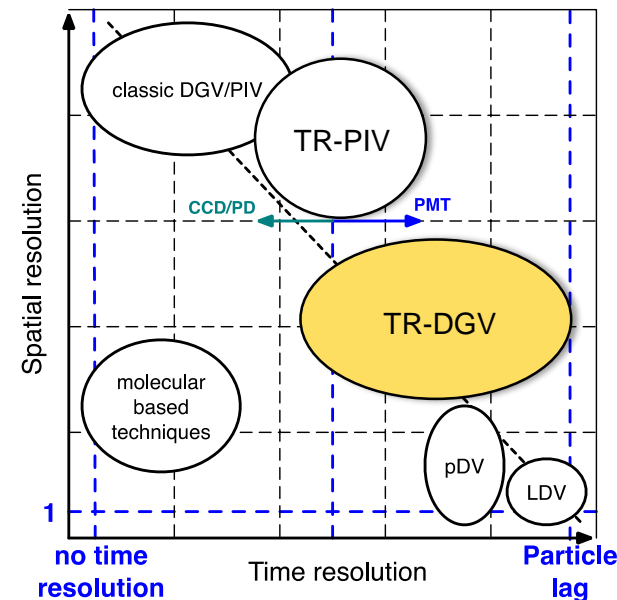 classic DGV/PIV
TR-PIV
CCD/PD
PMT
Spatial resolution
TR-DGV
molecular
based
techniques
pDV
LDV
1
no time
resolution
Time resolution
Particle
lag